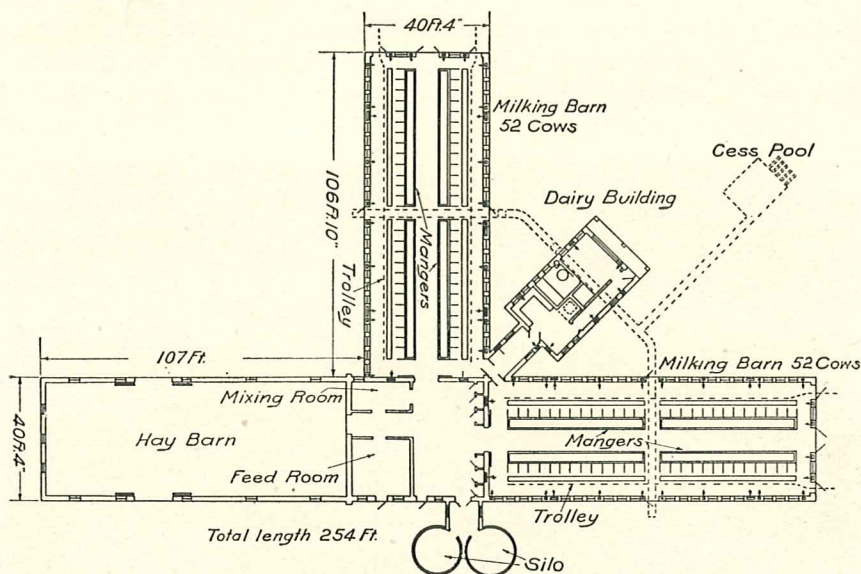 40Ft.4"
Milking Barn
52 Cows
Cess Pool
106Ft.10"
Dairy Building
Mangers
Trolley
107Ft.
Milking Barn 52 Cows
Mixing Room
40Ft.4"
Hay Barn
Mangers
Feed Room
Trolley
Total length 254 Ft.
Silo